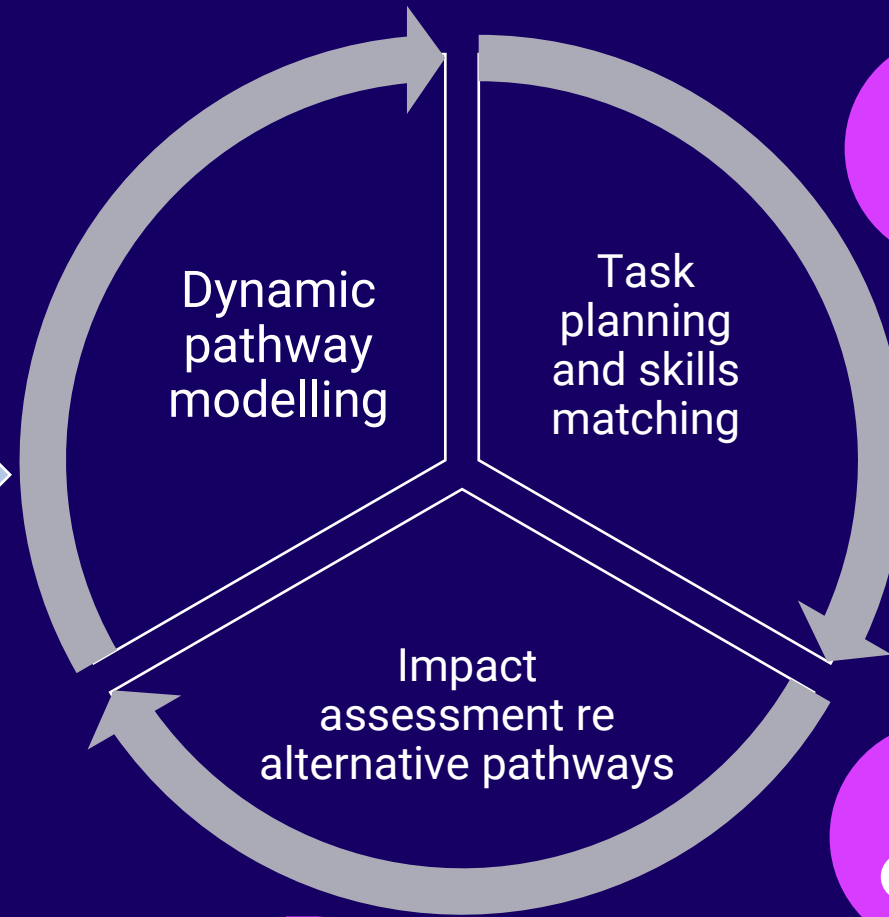 Dynamic
pathway
modelling
Task
planning
and skills
matching
Impact
assessment re
alternative pathways